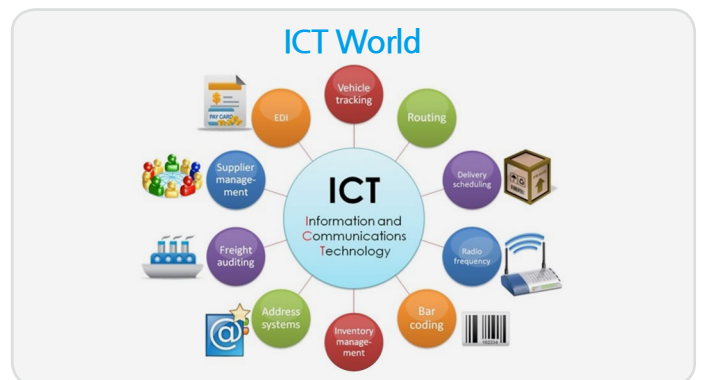 ICT World
Vehicle
tracking
EDI
Routing
PAY CARD
Supplier
manage-
ment
ICT
Information and
Communications
Technology
Delivery
scheduling
Freight
auditing
Radio
frequency
Address
systems
Inventory
manage-
ment
Bar
coding